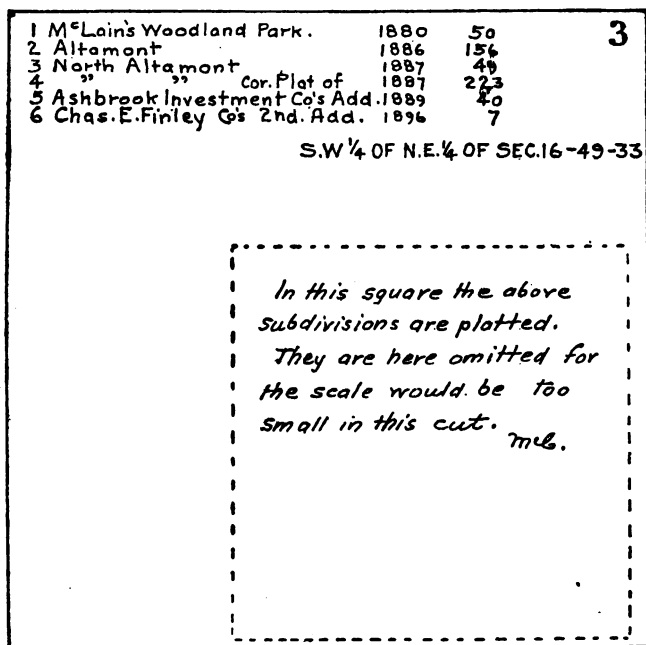 1 McLain's Woodland Park. 1880 50 3
2 Altamont 1886 156
3 North Altamont 1887 49
4 " " Cor. Plat of 1887 223
5 Ashbrook Investment Co's Add. 1889 40
6 Chas. E. Finley Co's 2nd. Add. 1896 7
S.W ¼ OF N.E. ¼ OF SEC. 16-49-33
In this square the above
subdivisions are platted.
They are here omitted for
the scale would be too
small in this cut.